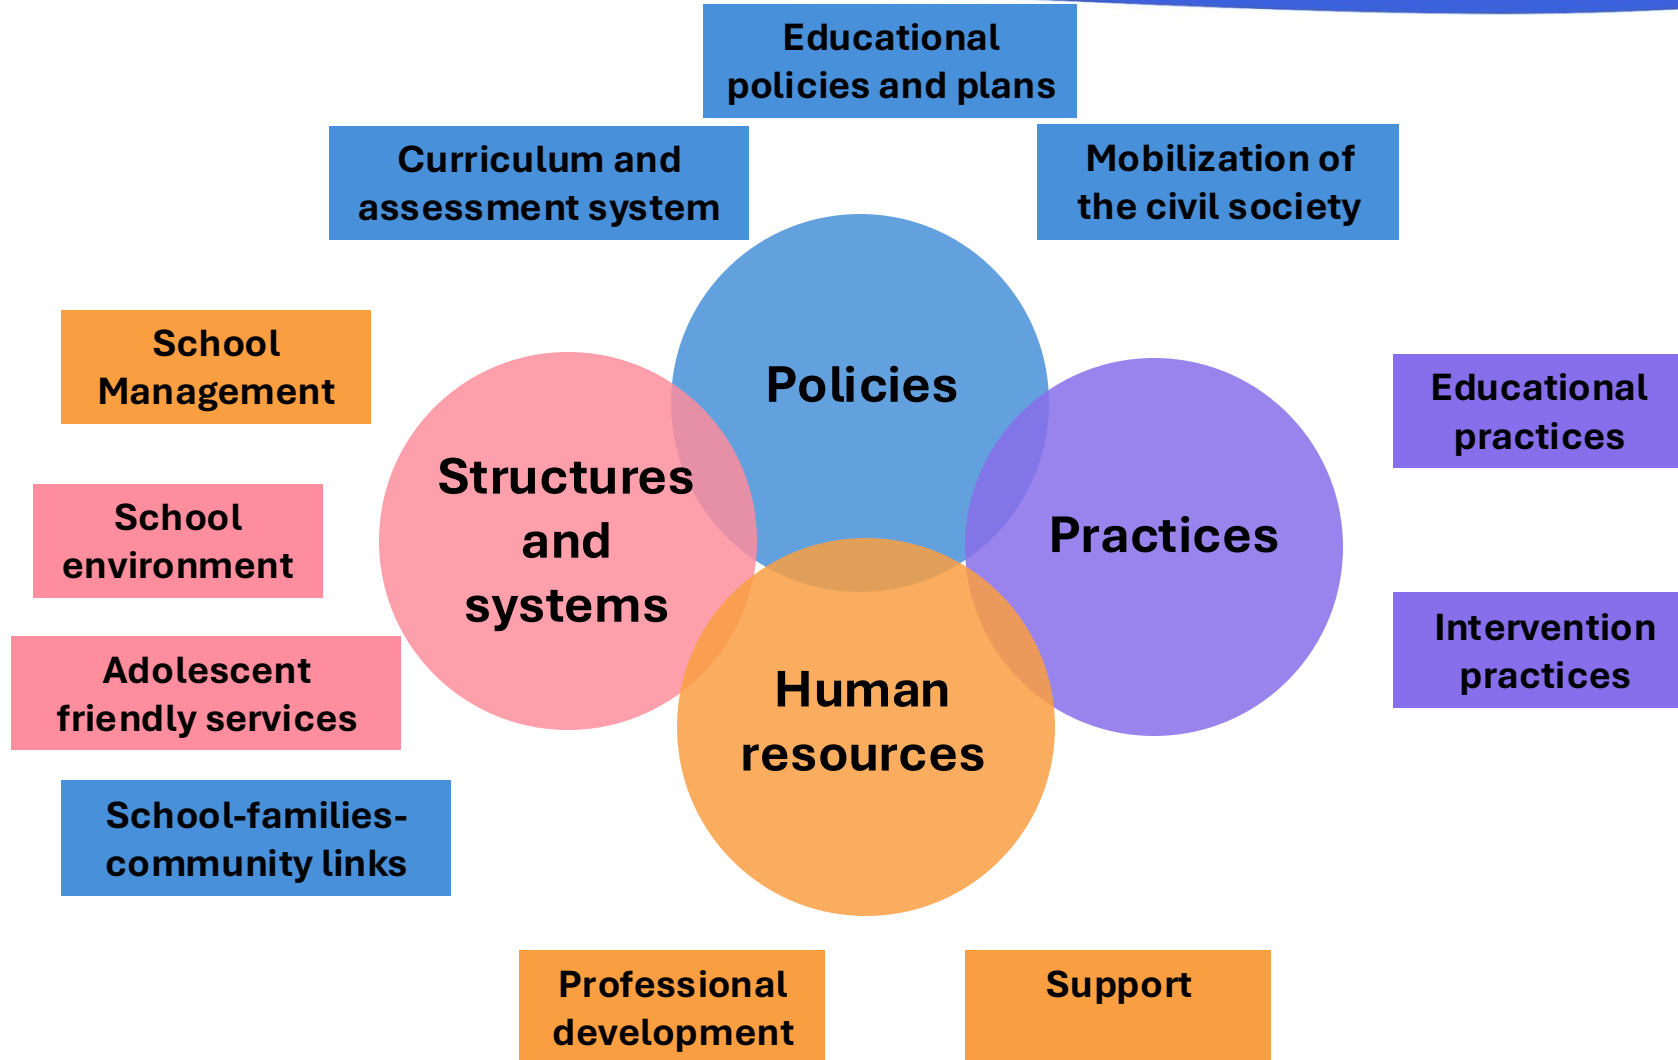 Educational
policies and plans
Curriculum and
assessment system
Mobilization of
the civil society
School
Management
Policies
Educational
practices
Structures
and
systems
Practices
School
environment
Intervention
practices
Adolescent
friendly services
Human
resources
School-families-
community links
Professional
development
Support